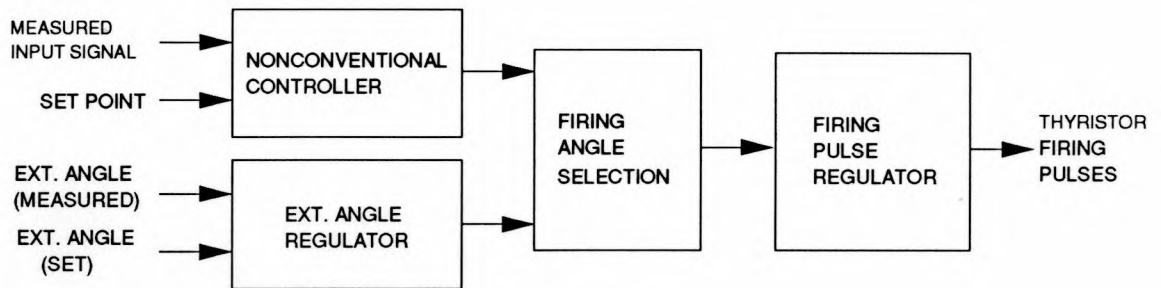 MEASURED
INPUT SIGNAL
SET POINT
NONCONVENTIONAL
CONTROLLER
EXT. ANGLE
(MEASURED)
EXT. ANGLE
(SET)
EXT. ANGLE
REGULATOR
FIRING
ANGLE
SELECTION
FIRING
PULSE
REGULATOR
THYRISTOR
FIRING
PULSES